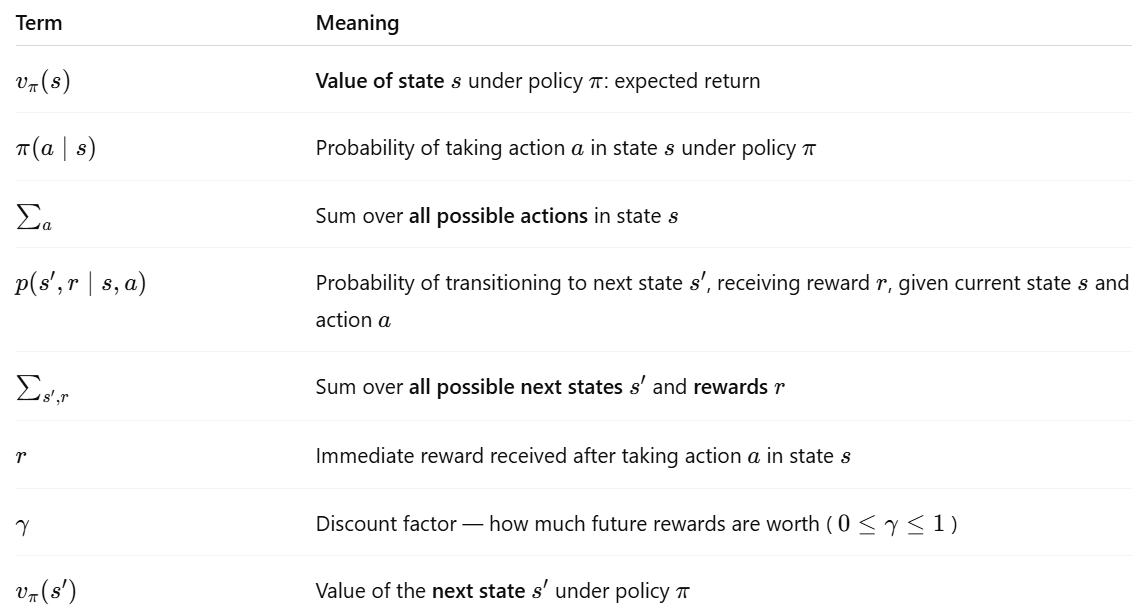 Term Meaning
v_π(s) Value of state s under policy π: expected return
π(a | s) Probability of taking action a in state s under policy π
∑_a Sum over all possible actions in state s
p(s′, r | s, a) Probability of transitioning to next state s′, receiving reward r, given current state s and
action a
∑_{s′,r} Sum over all possible next states s′ and rewards r
r Immediate reward received after taking action a in state s
γ Discount factor — how much future rewards are worth ( 0 ≤ γ ≤ 1 )
v_π(s′) Value of the next state s′ under policy π